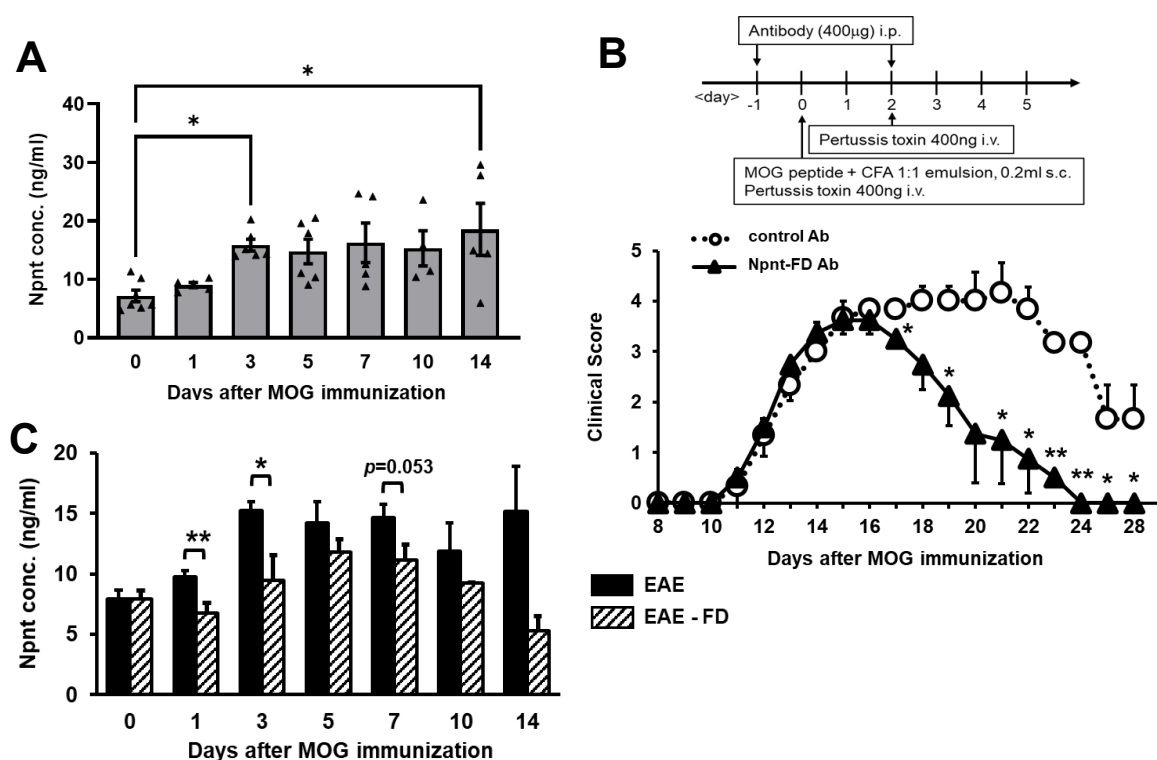 A
*
*
40
30
20
10
0
Npnt conc. (ng/ml)
0 1 3 5 7 10 14
Days after MOG immunization
B
Antibody (400μg) i.p.
<day> -1 0 1 2 3 4 5
Pertussis toxin 400ng i.v.
MOG peptide + CFA 1:1 emulsion, 0.2ml s.c.
Pertussis toxin 400ng i.v.
control Ab
Npnt-FD Ab
5
4
3
2
1
0
Clinical Score
* * * * ** ** * *
8 10 12 14 16 18 20 22 24 28
Days after MOG immunization
C
20
15
10
5
0
Npnt conc. (ng/ml)
**
*
p=0.053
0 1 3 5 7 10 14
Days after MOG immunization
EAE
EAE - FD